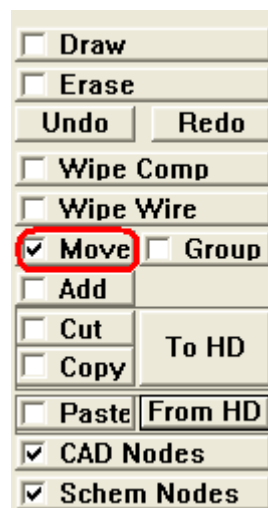 Draw
Erase
Undo Redo
Wipe Comp
Wipe Wire
Move Group
Add
Cut
To HD
Copy
Paste From HD
CAD Nodes
Schem Nodes